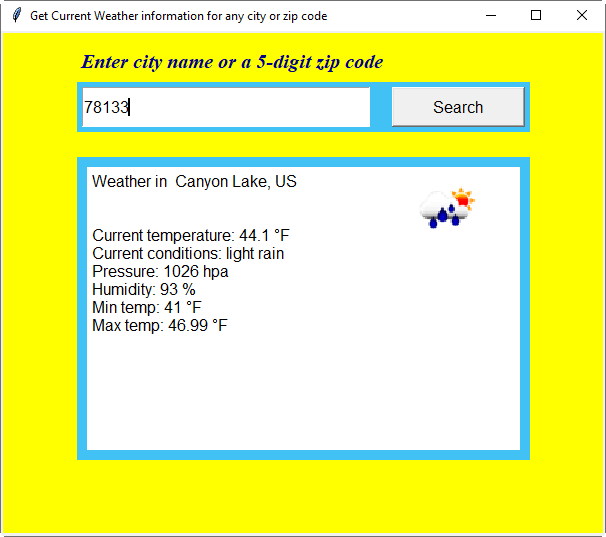 Get Current Weather information for any city or zip code
Enter city name or a 5-digit zip code
78133
Search
Weather in  Canyon Lake, US
Current temperature: 44.1 °F
Current conditions: light rain
Pressure: 1026 hpa
Humidity: 93 %
Min temp: 41 °F
Max temp: 46.99 °F